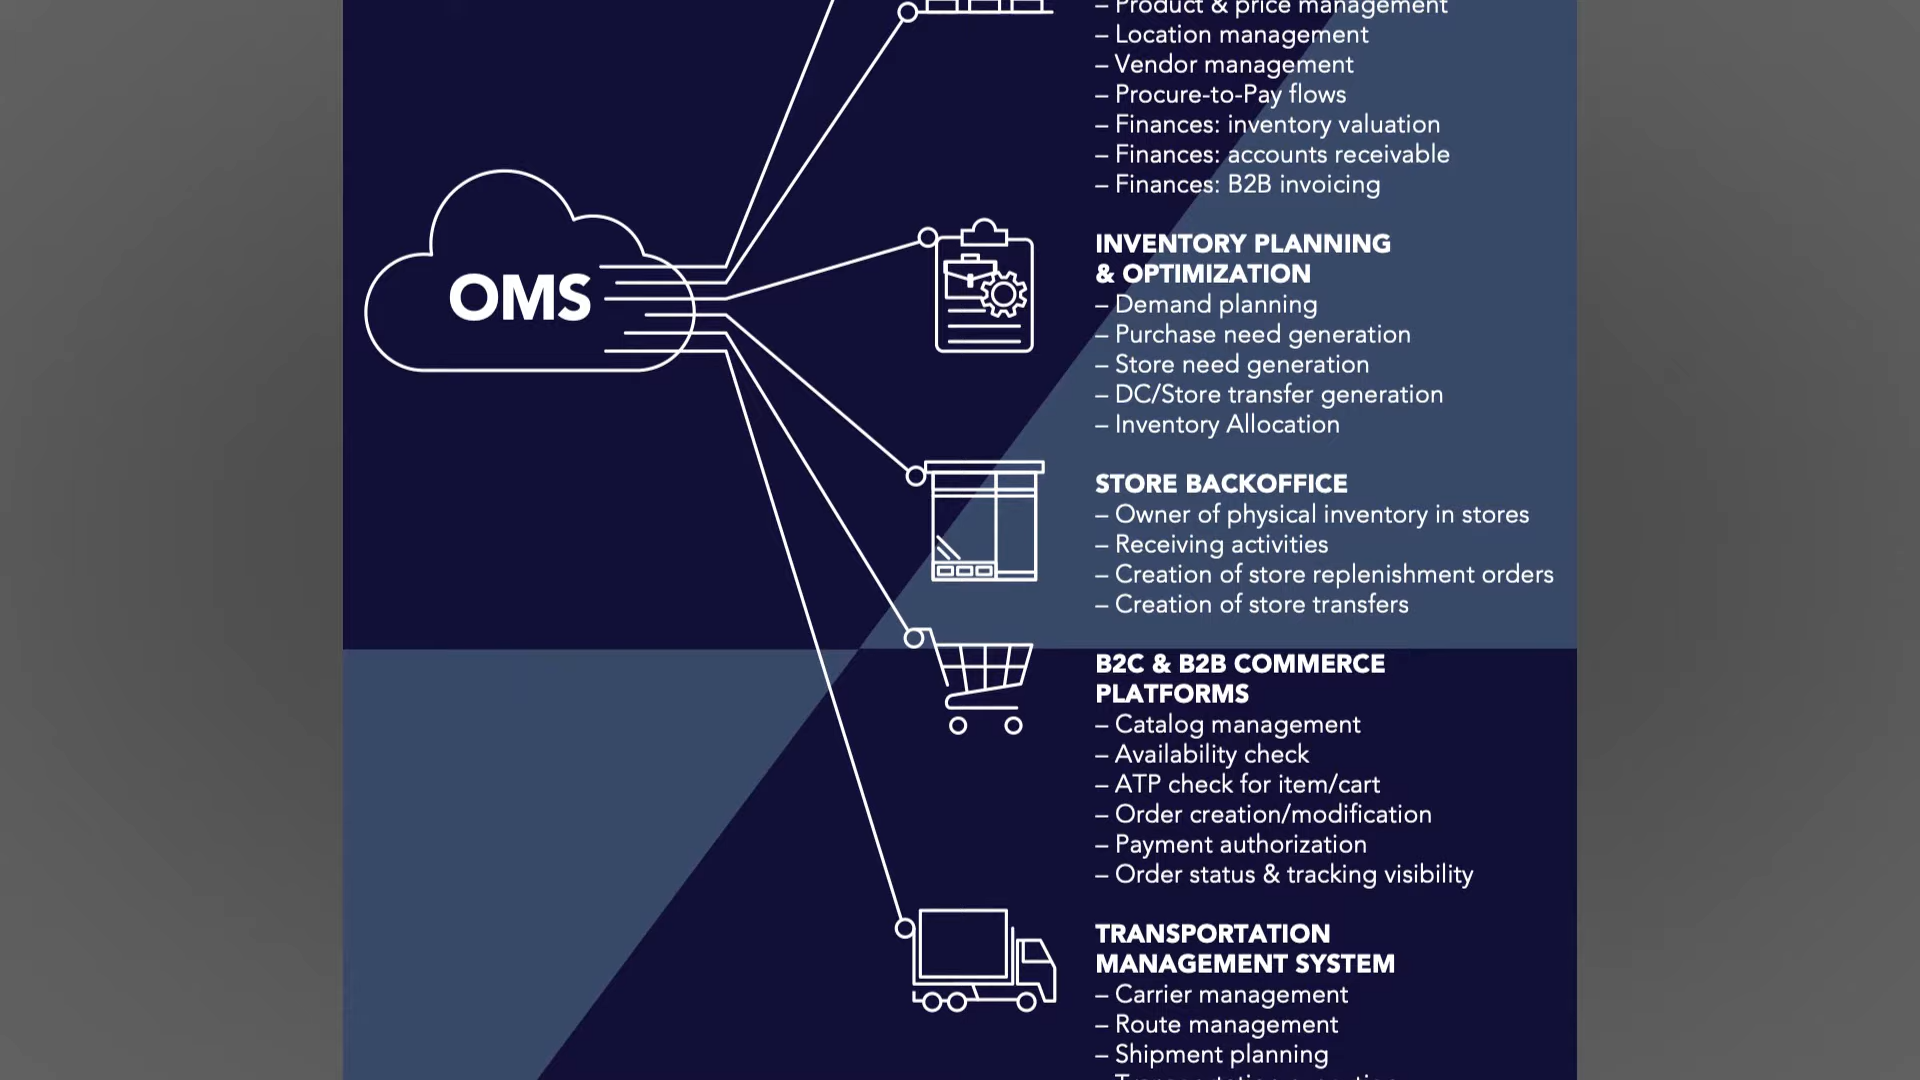 – Product & price management
– Location management
– Vendor management
– Procure-to-Pay flows
– Finances: inventory valuation
– Finances: accounts receivable
– Finances: B2B invoicing
OMS
INVENTORY PLANNING
& OPTIMIZATION
– Demand planning
– Purchase need generation
– Store need generation
– DC/Store transfer generation
– Inventory Allocation
STORE BACKOFFICE
– Owner of physical inventory in stores
– Receiving activities
– Creation of store replenishment orders
– Creation of store transfers
B2C & B2B COMMERCE
PLATFORMS
– Catalog management
– Availability check
– ATP check for item/cart
– Order creation/modification
– Payment authorization
– Order status & tracking visibility
TRANSPORTATION
MANAGEMENT SYSTEM
– Carrier management
– Route management
– Shipment planning